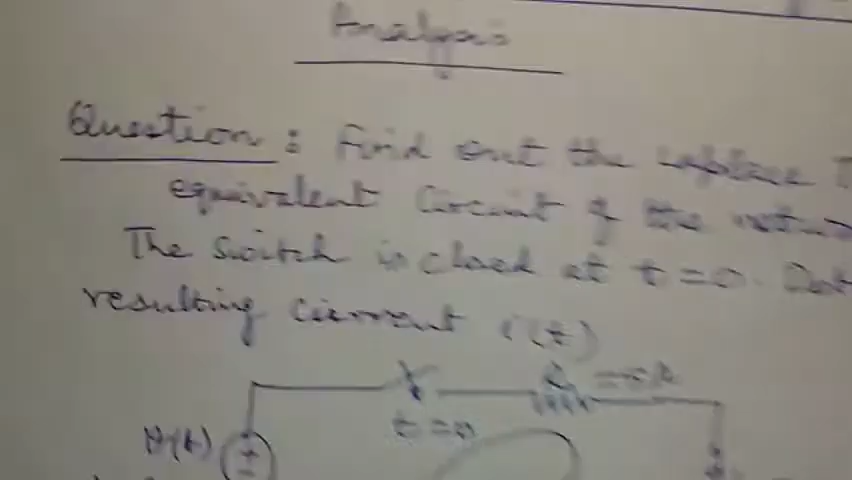 Analysis
Question: Find out the Laplace T
equivalent Circuit of the netw
The switch is closed at t=0. Det
resulting current i(t)
t=0
v(t)
+
-